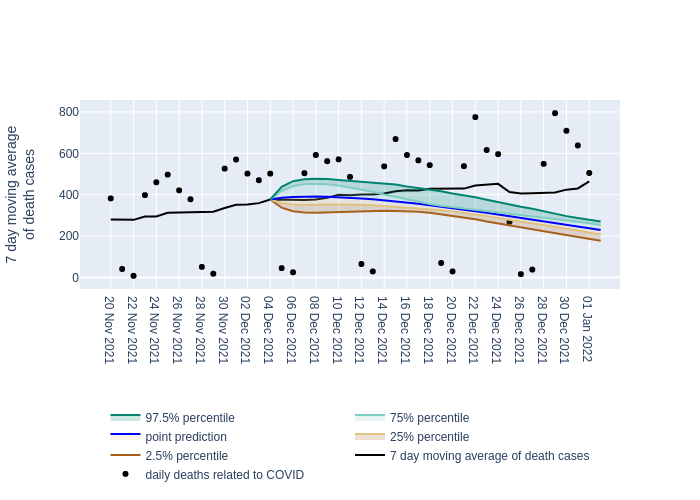 7 day moving average
of death cases
800
600
400
200
0
20 Nov 2021
22 Nov 2021
24 Nov 2021
26 Nov 2021
28 Nov 2021
30 Nov 2021
02 Dec 2021
04 Dec 2021
06 Dec 2021
08 Dec 2021
10 Dec 2021
12 Dec 2021
14 Dec 2021
16 Dec 2021
18 Dec 2021
20 Dec 2021
22 Dec 2021
24 Dec 2021
26 Dec 2021
28 Dec 2021
30 Dec 2021
01 Jan 2022
97.5% percentile
75% percentile
point prediction
25% percentile
2.5% percentile
7 day moving average of death cases
daily deaths related to COVID